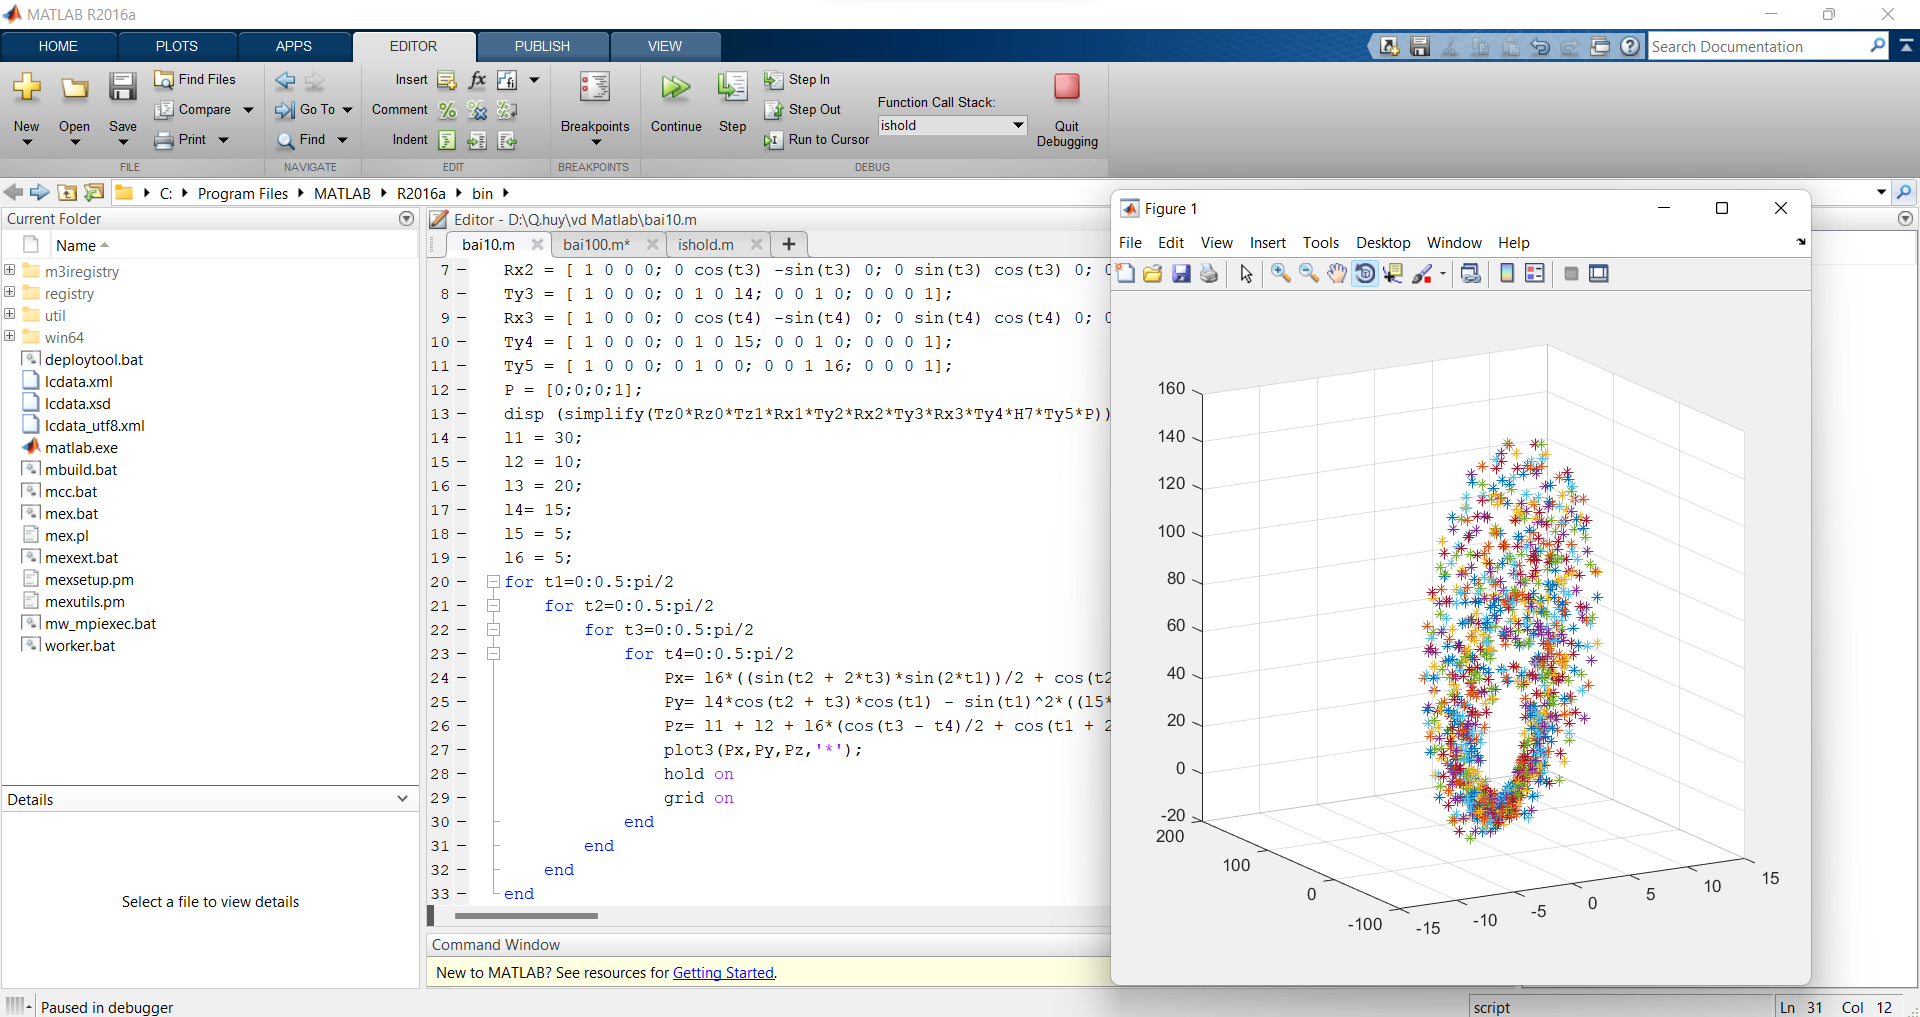 MATLAB R2016a
HOME PLOTS APPS EDITOR PUBLISH VIEW
Search Documentation
New
Open
Save
Find Files
Compare
Print
FILE
Go To
Find
NAVIGATE
Insert fx
Comment
Indent
EDIT
Breakpoints
BREAKPOINTS
Continue
Step
Step In
Step Out
Run to Cursor
Function Call Stack:
ishold
Quit
Debugging
DEBUG
C: Program Files MATLAB R2016a bin
Current Folder
Name
m3iregistry
registry
util
win64
deploytool.bat
lcdata.xml
lcdata.xsd
lcdata_utf8.xml
matlab.exe
mbuild.bat
mcc.bat
mex.bat
mex.pl
mexext.bat
mexsetup.pm
mexutils.pm
mw_mpiexec.bat
worker.bat
Details
Select a file to view details
Editor - D:\Q.huy\vd Matlab\bai10.m
bai10.m bai100.m* ishold.m
7 - Rx2 = [ 1 0 0 0; 0 cos(t3) -sin(t3) 0; 0 sin(t3) cos(t3) 0;
8 - Ty3 = [ 1 0 0 0; 0 1 0 l4; 0 0 1 0; 0 0 0 1];
9 - Rx3 = [ 1 0 0 0; 0 cos(t4) -sin(t4) 0; 0 sin(t4) cos(t4) 0;
10 - Ty4 = [ 1 0 0 0; 0 1 0 l5; 0 0 1 0; 0 0 0 1];
11 - Ty5 = [ 1 0 0 0; 0 1 0 0; 0 0 1 l6; 0 0 0 1];
12 - P = [0;0;0;1];
13 - disp (simplify(Tz0*Rz0*Tz1*Rx1*Ty2*Rx2*Ty3*Rx3*Ty4*H7*Ty5*P))
14 - l1 = 30;
15 - l2 = 10;
16 - l3 = 20;
17 - l4= 15;
18 - l5 = 5;
19 - l6 = 5;
20 - for t1=0:0.5:pi/2
21 - for t2=0:0.5:pi/2
22 - for t3=0:0.5:pi/2
23 - for t4=0:0.5:pi/2
24 - Px= l6*((sin(t2 + 2*t3)*sin(2*t1))/2 + cos(t2
25 - Py= l4*cos(t2 + t3)*cos(t1) - sin(t1)^2*((l5*
26 - Pz= l1 + l2 + l6*(cos(t3 - t4)/2 + cos(t1 + 2
27 - plot3(Px,Py,Pz,'*');
28 - hold on
29 - grid on
30 - end
31 - end
32 - end
33 - end
Command Window
New to MATLAB? See resources for Getting Started.
Figure 1
File Edit View Insert Tools Desktop Window Help
160
140
120
100
80
60
40
20
0
-20
200
100
0
-100
-15
-10
-5
0
5
10
15
Paused in debugger
script
Ln 31 Col 12